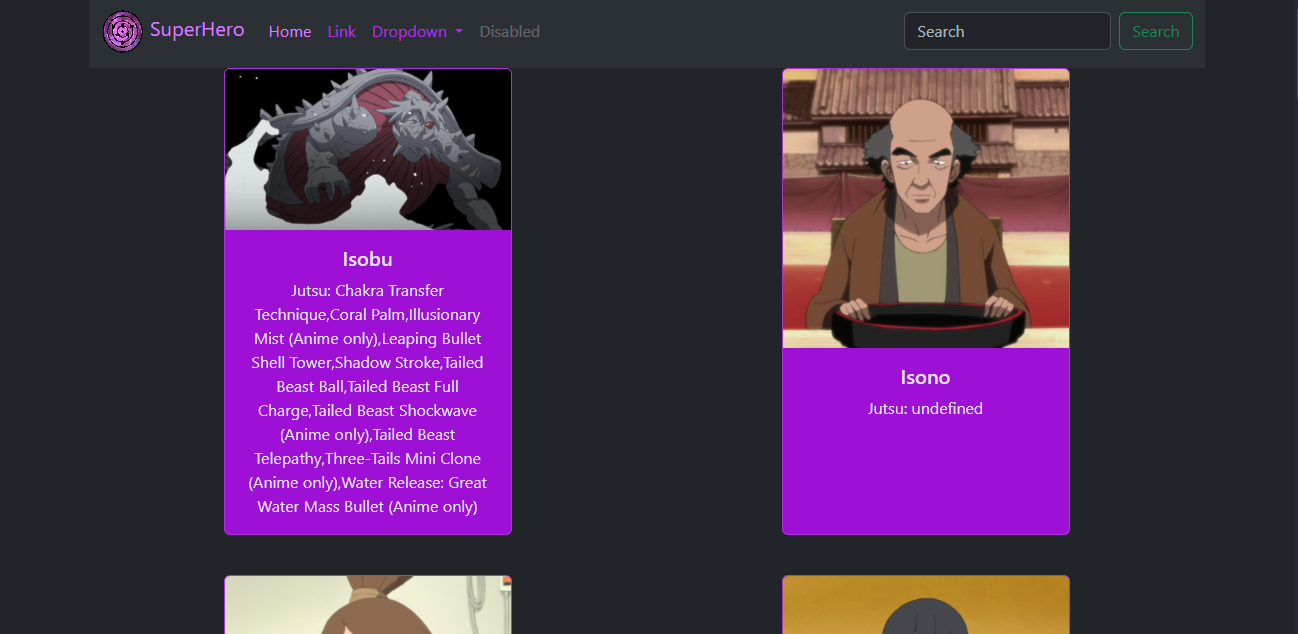 SuperHero Home Link Dropdown Disabled Search Search
Isobu
Jutsu: Chakra Transfer
Technique,Coral Palm,Illusionary
Mist (Anime only),Leaping Bullet
Shell Tower,Shadow Stroke,Tailed
Beast Ball,Tailed Beast Full
Charge,Tailed Beast Shockwave
(Anime only),Tailed Beast
Telepathy,Three-Tails Mini Clone
(Anime only),Water Release: Great
Water Mass Bullet (Anime only)
Isono
Jutsu: undefined